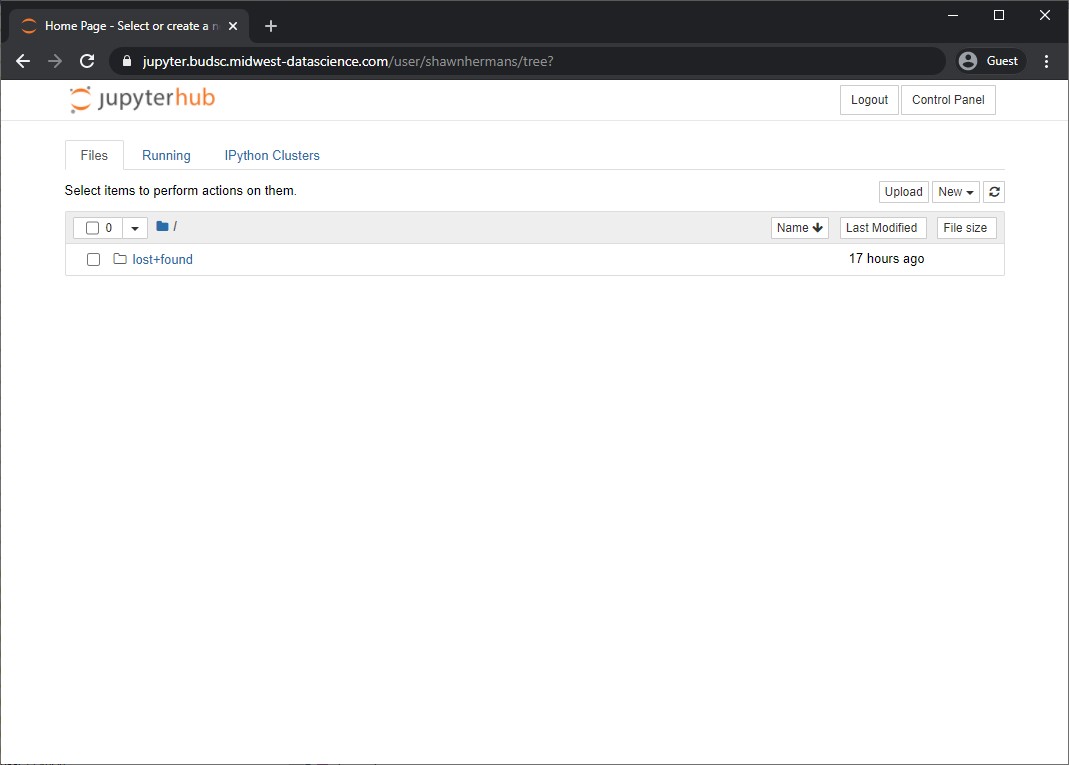 Home Page - Select or create a n
jupyter.budsc.midwest-datascience.com/user/shawnhermans/tree?
Guest
jupyterhub
Logout
Control Panel
Files
Running
IPython Clusters
Select items to perform actions on them.
Upload
New
0
/
Name
Last Modified
File size
lost+found
17 hours ago